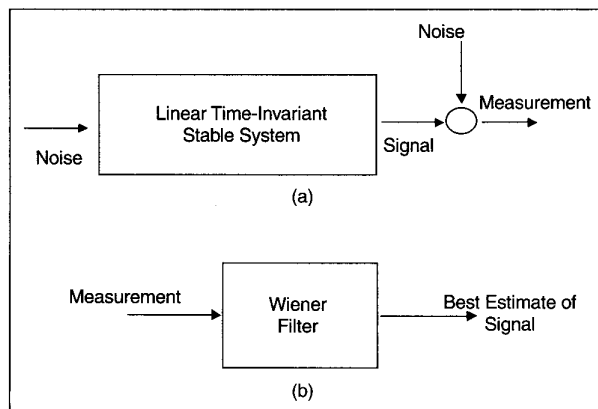 Noise
Linear Time-Invariant
Stable System
Measurement
Noise
Signal
(a)
Measurement
Wiener
Filter
Best Estimate of
Signal
(b)